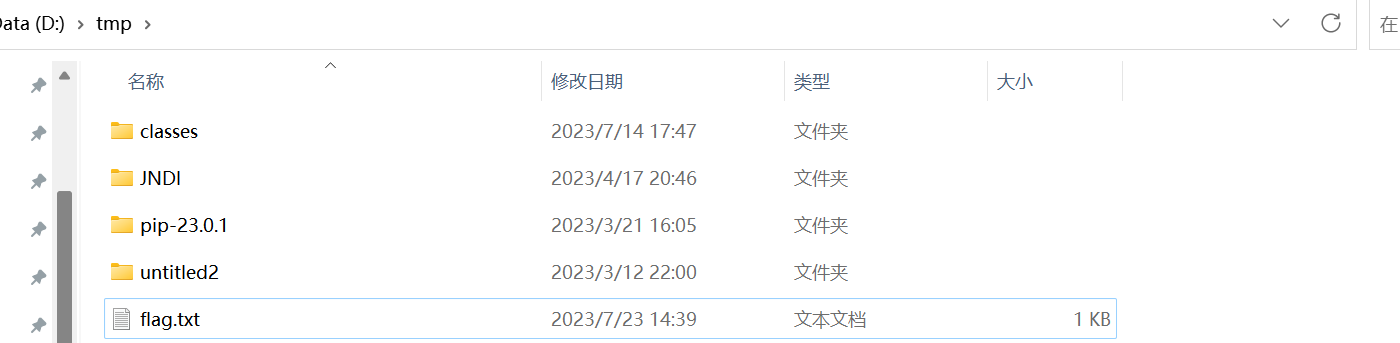 Data (D:) > tmp >
在
名称 修改日期 类型 大小
classes 2023/7/14 17:47 文件夹
JNDI 2023/4/17 20:46 文件夹
pip-23.0.1 2023/3/21 16:05 文件夹
untitled2 2023/3/12 22:00 文件夹
flag.txt 2023/7/23 14:39 文本文档 1 KB